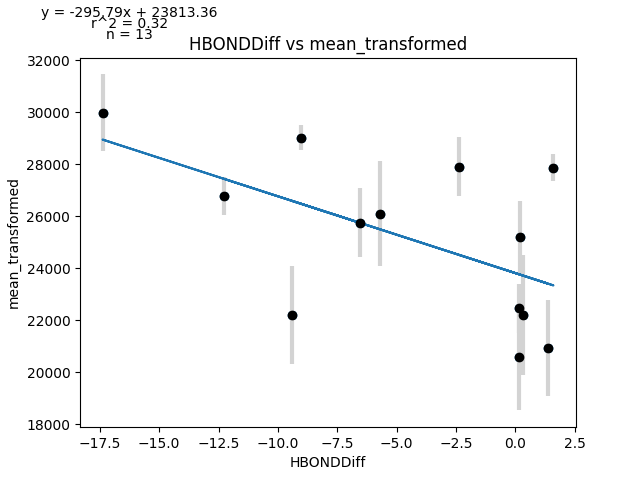 y = -295.79x + 23813.36
r^2 = 0.32
n = 13
HBONDDiff vs mean_transformed
32000
30000
28000
26000
24000
22000
20000
18000
mean_transformed
−17.5 −15.0 −12.5 −10.0 −7.5 −5.0 −2.5 0.0 2.5
HBONDDiff